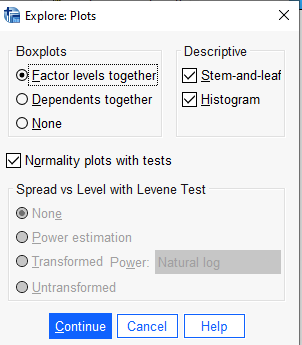 Explore: Plots
Boxplots
Factor levels together
Dependents together
None
Descriptive
Stem-and-leaf
Histogram
Normality plots with tests
Spread vs Level with Levene Test
None
Power estimation
Transformed Power: Natural log
Untransformed
Continue Cancel Help